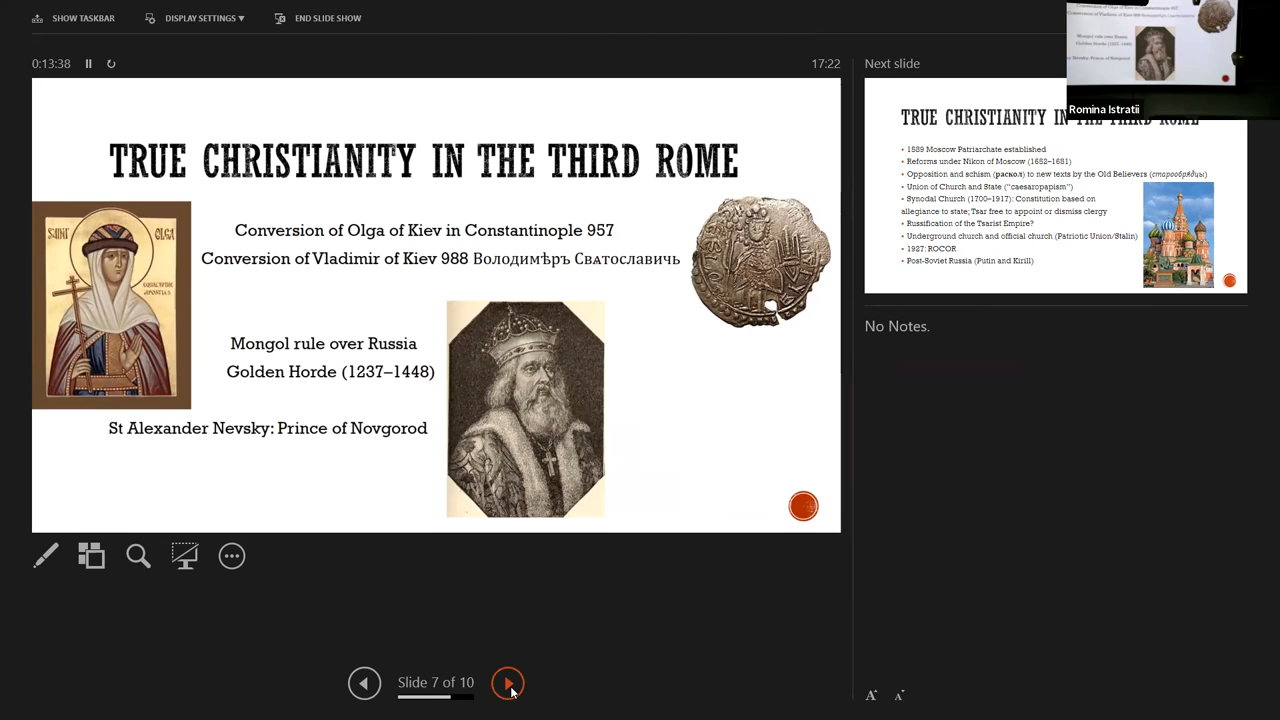 SHOW TASKBAR
DISPLAY SETTINGS ▾
END SLIDE SHOW
0:13:38
17:22
TRUE CHRISTIANITY IN THE THIRD ROME
SAINT OLGA
EQUAL TO THE
APOSTLES
Conversion of Olga of Kiev in Constantinople 957
Conversion of Vladimir of Kiev 988 Володимѣръ Свѧтославичь
Mongol rule over Russia
Golden Horde (1237–1448)
St Alexander Nevsky: Prince of Novgorod
Slide 7 of 10
Next slide
Romina Istratii
TRUE CHRISTIANITY IN THE THIRD ROME
• 1589 Moscow Patriarchate established
• Reforms under Nikon of Moscow (1652–1681)
• Opposition and schism (раскол) to new texts by the Old Believers (старообрядцы)
• Union of Church and State ("caesaropapism")
• Synodal Church (1700–1917): Constitution based on
allegiance to state; Tsar free to appoint or dismiss clergy
• Russification of the Tsarist Empire?
• Underground church and official church (Patriotic Union/Stalin)
• 1927: ROCOR
• Post-Soviet Russia (Putin and Kirill)
No Notes.
A A